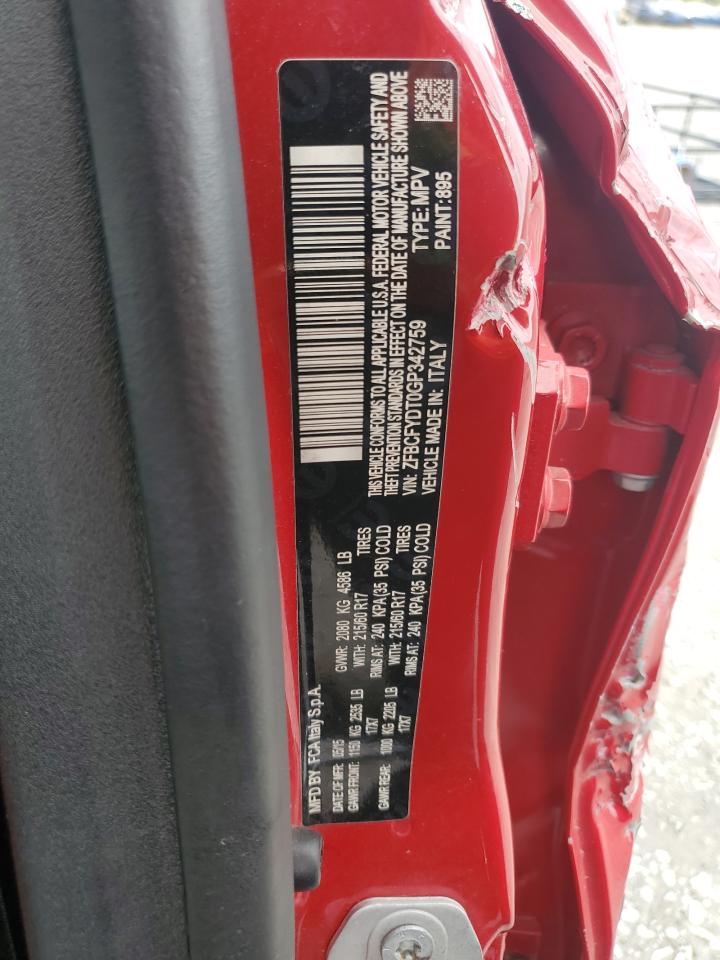 MFD BY FCA Italy S.p.A.
DATE OF MFR: 05/15 GVWR: 2080 KG 4586 LB
GAWR FRONT: 1150 KG 2535 LB WITH: 215/60 R17 TIRES
17X7 RIMS AT: 240 KPA(35 PSI) COLD
GAWR REAR: 1000 KG 2205 LB WITH: 215/60 R17 TIRES
17X7 RIMS AT: 240 KPA(35 PSI) COLD
THIS VEHICLE CONFORMS TO ALL APPLICABLE U.S.A. FEDERAL MOTOR VEHICLE SAFETY AND
THEFT PREVENTION STANDARDS IN EFFECT ON THE DATE OF MANUFACTURE SHOWN ABOVE
VIN: ZFBCFYDT0GP342759 TYPE: MPV
VEHICLE MADE IN: ITALY PAINT: 895